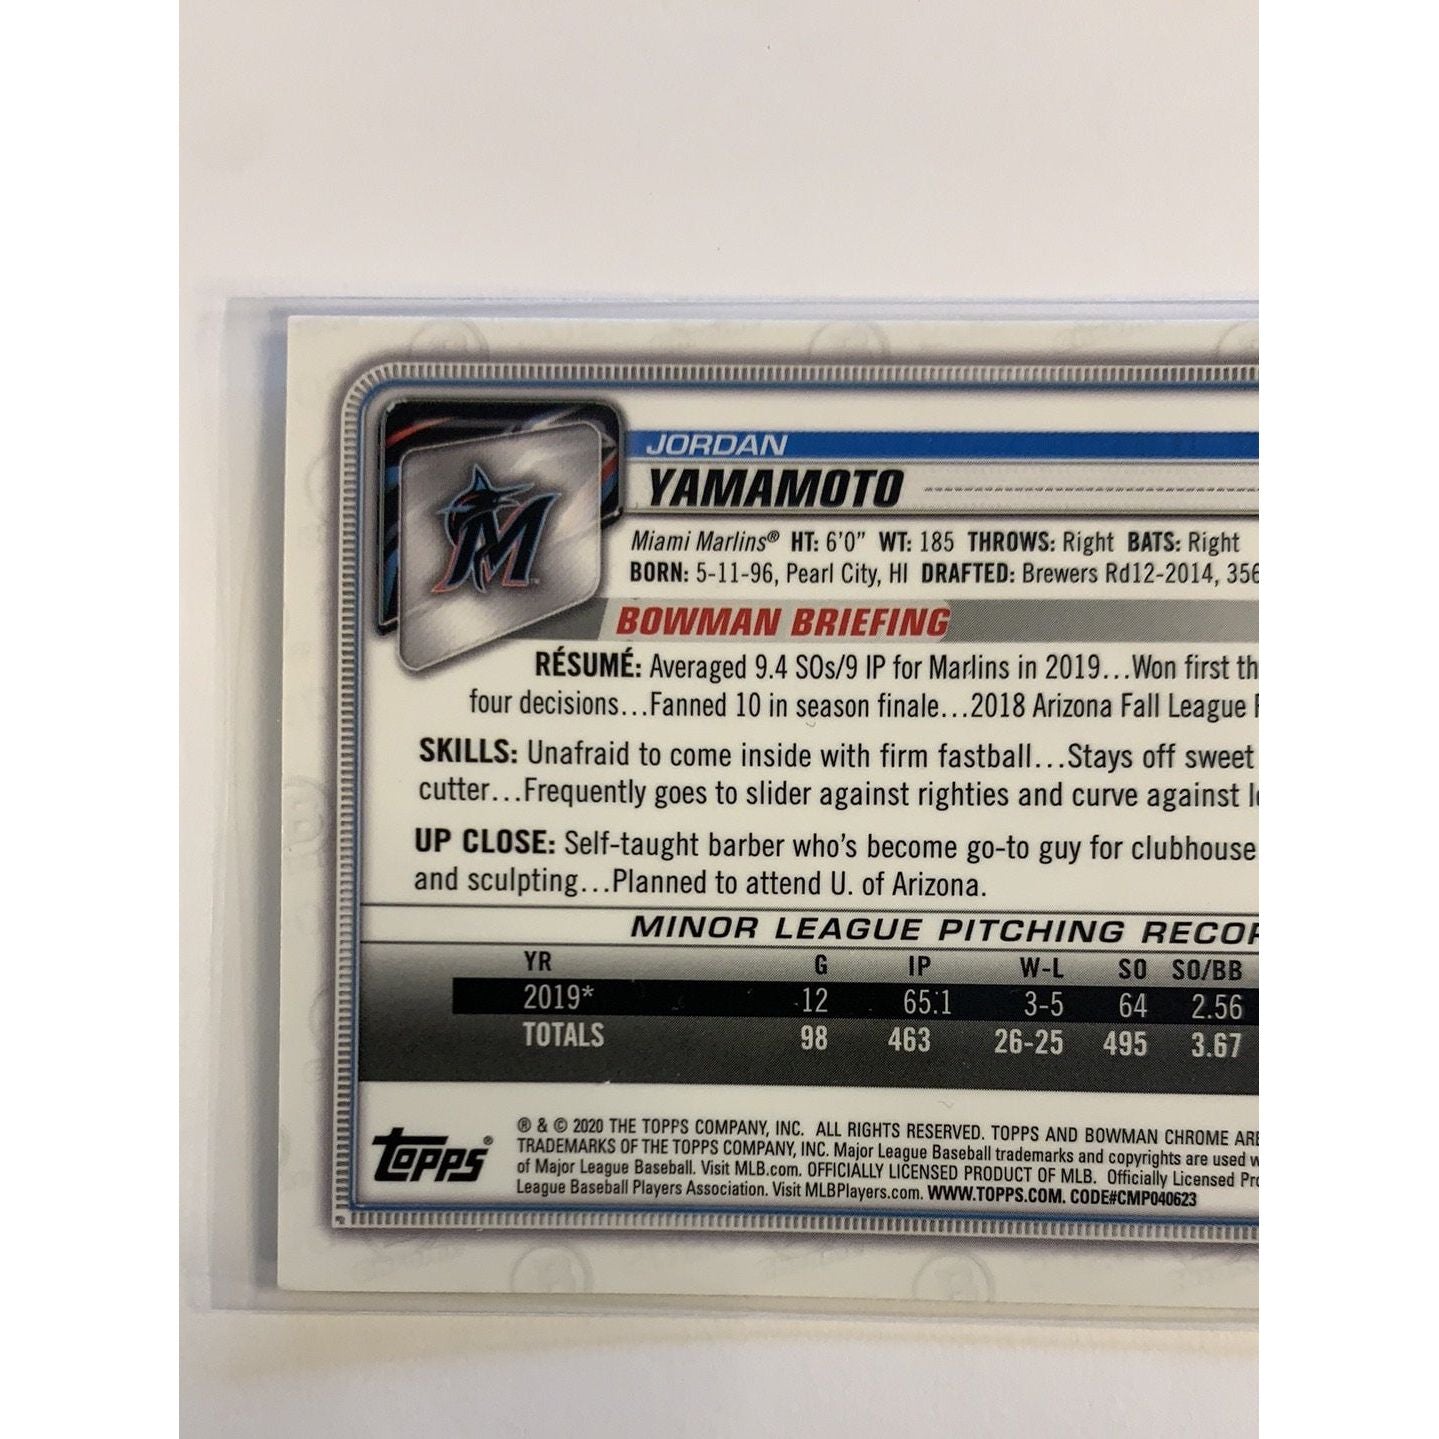 JORDAN
YAMAMOTO
M
Miami Marlins® HT: 6'0" WT: 185 THROWS: Right BATS: Right
BORN: 5-11-96, Pearl City, HI DRAFTED: Brewers Rd12-2014, 356
BOWMAN BRIEFING
RÉSUMÉ: Averaged 9.4 SOs/9 IP for Marlins in 2019...Won first th
four decisions...Fanned 10 in season finale...2018 Arizona Fall League
SKILLS: Unafraid to come inside with firm fastball...Stays off sweet
cutter...Frequently goes to slider against righties and curve against
UP CLOSE: Self-taught barber who's become go-to guy for clubhouse
and sculpting...Planned to attend U. of Arizona.
MINOR LEAGUE PITCHING RECOR
YR G IP W-L SO SO/BB
2019* 12 65.1 3-5 64 2.56
TOTALS 98 463 26-25 495 3.67
Topps®
® & © 2020 THE TOPPS COMPANY, INC. ALL RIGHTS RESERVED. TOPPS AND BOWMAN CHROME ARE
TRADEMARKS OF THE TOPPS COMPANY, INC. Major League Baseball trademarks and copyrights are used w
of Major League Baseball. Visit MLB.com. OFFICIALLY LICENSED PRODUCT OF MLB. Officially Licensed Pro
League Baseball Players Association. Visit MLBPlayers.com. WWW.TOPPS.COM. CODE#CMP040623